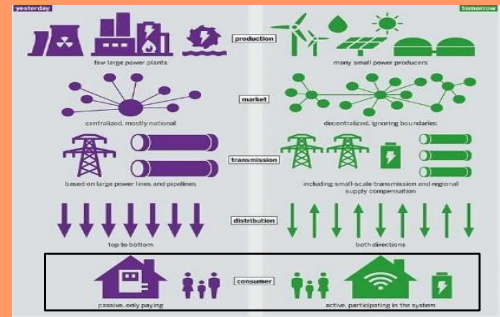 yesterday
tomorrow
production
few large power plants
many small power producers
market
centralized, mostly national
decentralized, ignoring boundaries
transmission
based on large power lines and pipelines
including small-scale transmission and regional
supply compensation
distribution
top to bottom
both directions
consumer
passive, only paying
active, participating in the system